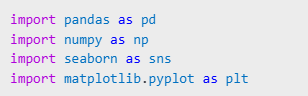 import pandas as pd
import numpy as np
import seaborn as sns
import matplotlib.pyplot as plt